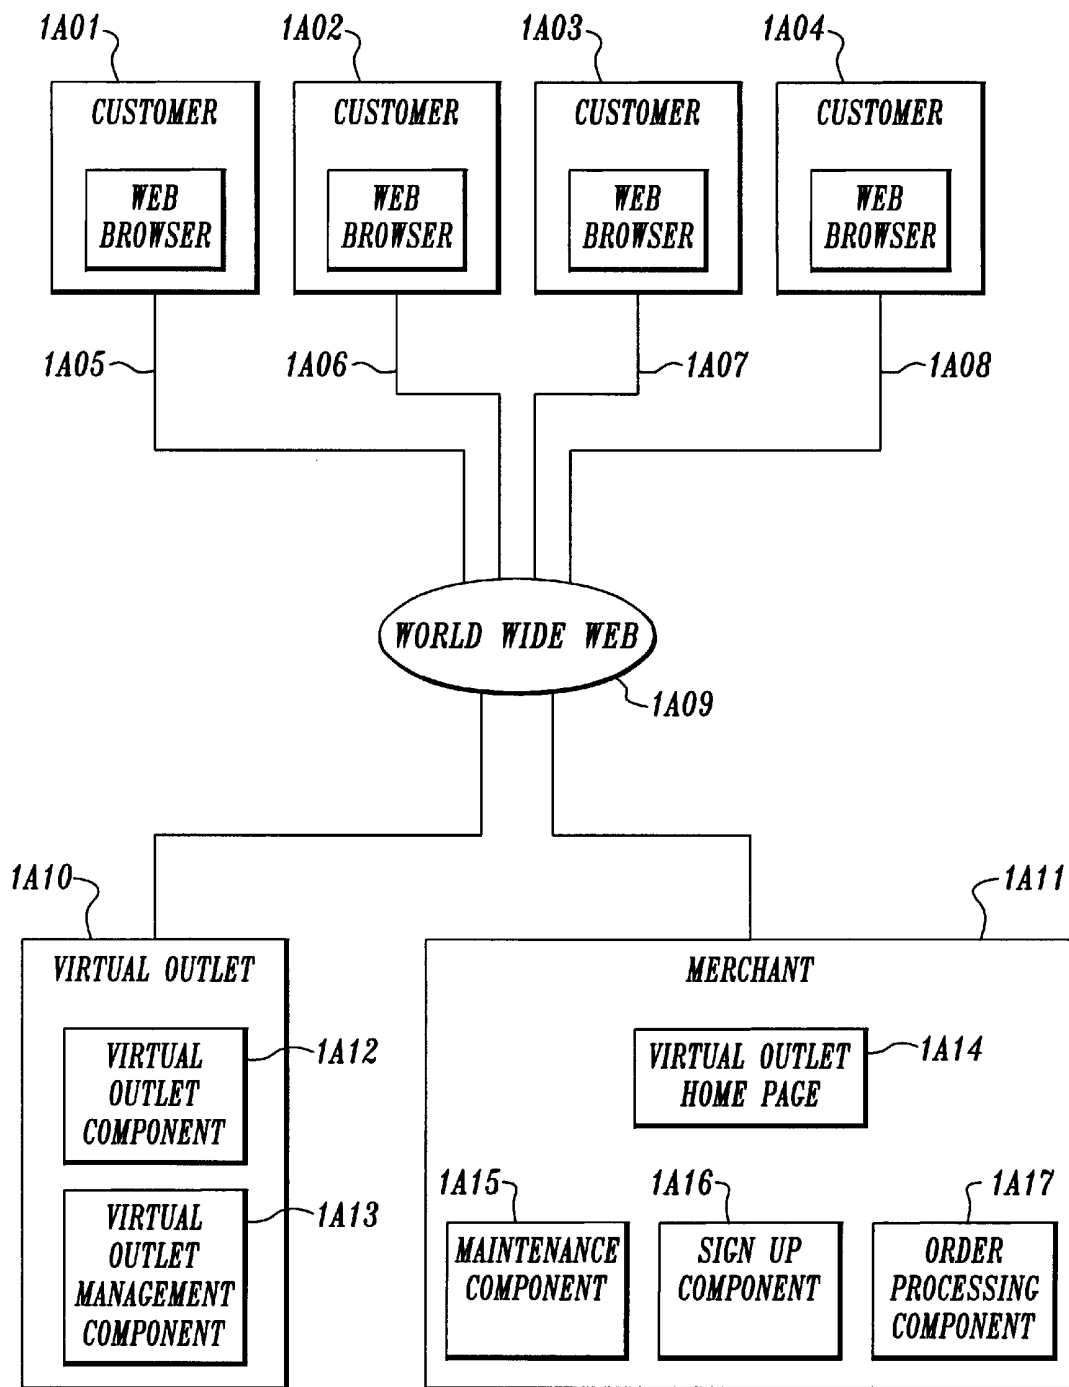 1A01
1A02
1A03
1A04
CUSTOMER
CUSTOMER
CUSTOMER
CUSTOMER
WEB
BROWSER
WEB
BROWSER
WEB
BROWSER
WEB
BROWSER
1A05
1A06
1A07
1A08
WORLD WIDE WEB
1A09
1A10
1A11
VIRTUAL OUTLET
VIRTUAL
OUTLET
COMPONENT
1A12
VIRTUAL
OUTLET
MANAGEMENT
COMPONENT
1A13
MERCHANT
VIRTUAL OUTLET
HOME PAGE
1A14
1A15
1A16
1A17
MAINTENANCE
COMPONENT
SIGN UP
COMPONENT
ORDER
PROCESSING
COMPONENT